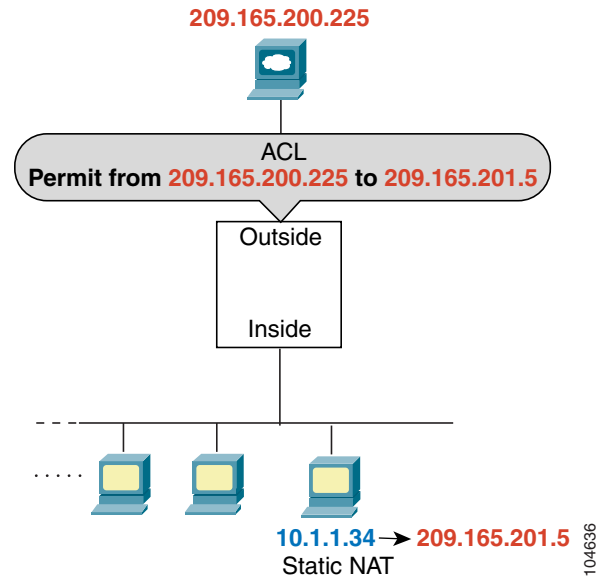 209.165.200.225
ACL
Permit from 209.165.200.225 to 209.165.201.5
Outside
Inside
10.1.1.34 → 209.165.201.5
Static NAT
104636